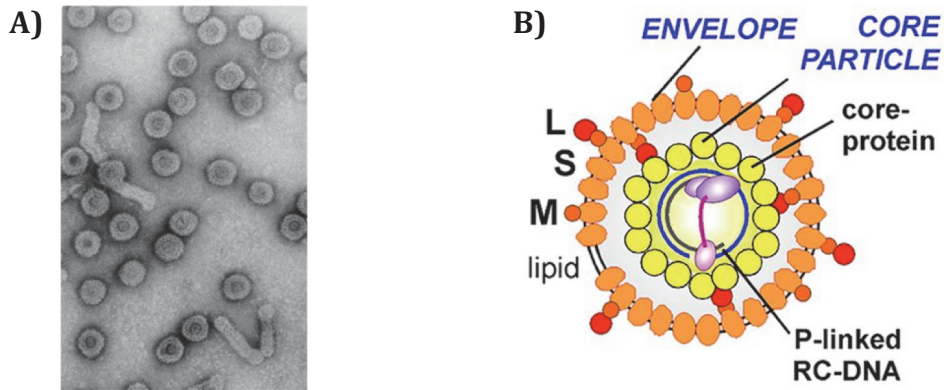 A)
B)
ENVELOPE
CORE
PARTICLE
core-
protein
L
S
M
lipid
P-linked
RC-DNA